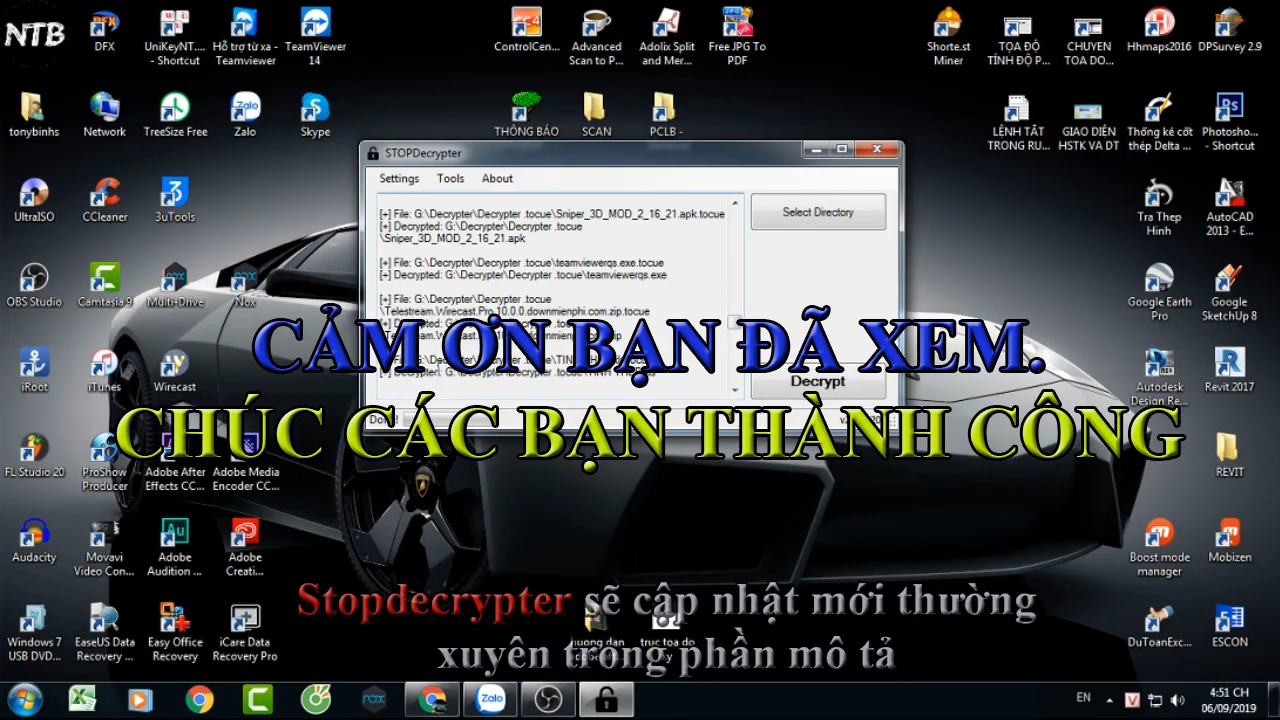 NTB
DFX
UniKeyNT....
- Shortcut
Hỗ trợ từ xa -
Teamviewer
TeamViewer
14
ControlCen...
Advanced
Scan to P...
Adolix Split
and Mer...
Free JPG To
PDF
Shorte.st
Miner
TỌA ĐỘ
TỈNH ĐỘ P...
CHUYEN
TOA DO...
Hhmaps2016
DPSurvey 2.9
tonybinhs
Network
TreeSize Free
Zalo
Skype
THÔNG BÁO
SCAN
PCLB -
LỆNH TẮT
TRONG RU...
GIAO DIỆN
HSTK VA DT
Thống kê cốt
thép Delta ...
Photosho...
- Shortcut
STOPDecrypter
Settings Tools About
[+] File: G:\Decrypter\Decrypter .tocue\Sniper_3D_MOD_2_16_21.apk.tocue
[+] Decrypted: G:\Decrypter\Decrypter .tocue
\Sniper_3D_MOD_2_16_21.apk
[+] File: G:\Decrypter\Decrypter .tocue\teamviewerqs.exe.tocue
[+] Decrypted: G:\Decrypter\Decrypter .tocue\teamviewerqs.exe
[+] File: G:\Decrypter\Decrypter .tocue
\Telestream.Wirecast.Pro.10.0.0.downmienphi.com.zip.tocue
Select Directory
Decrypt
UltraISO
CCleaner
3uTools
Tra Thep
Hinh
AutoCAD
2013 - E...
OBS Studio
Camtasia 9
Multi-Drive
Nox
Google Earth
Pro
Google
SketchUp 8
CẢM ƠN BẠN ĐÃ XEM.
CHÚC CÁC BẠN THÀNH CÔNG
iRoot
iTunes
Wirecast
Autodesk
Design Re...
Revit 2017
FL Studio 20
ProShow
Producer
Adobe After
Effects CC...
Adobe Media
Encoder CC...
REVIT
Audacity
Movavi
Video Con...
Adobe
Audition ...
Adobe
Creati...
Boost mode
manager
Mobizen
Stopdecrypter sẽ cập nhật mới thường
xuyên trong phần mô tả
Windows 7
USB DVD...
EaseUS Data
Recovery ...
Easy Office
Recovery
iCare Data
Recovery Pro
DuToanExc...
ESCON
EN
4:51 CH
06/09/2019